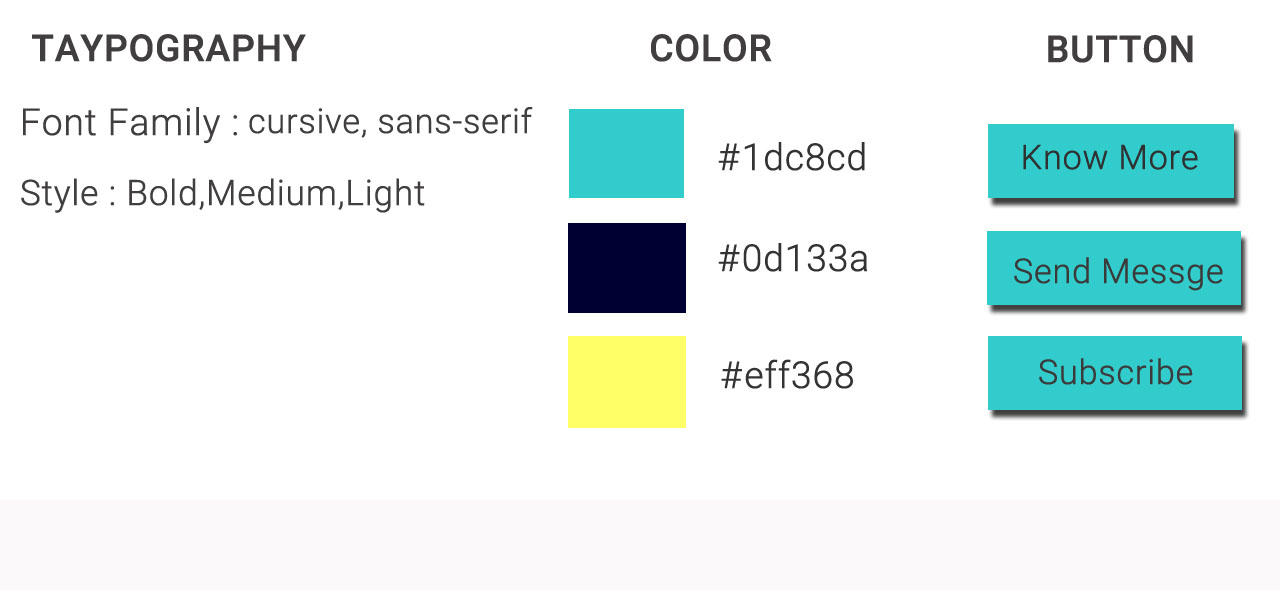 TAYPOGRAPHY
Font Family : cursive, sans-serif
Style : Bold,Medium,Light
COLOR
#1dc8cd
#0d133a
#eff368
BUTTON
Know More
Send Messge
Subscribe